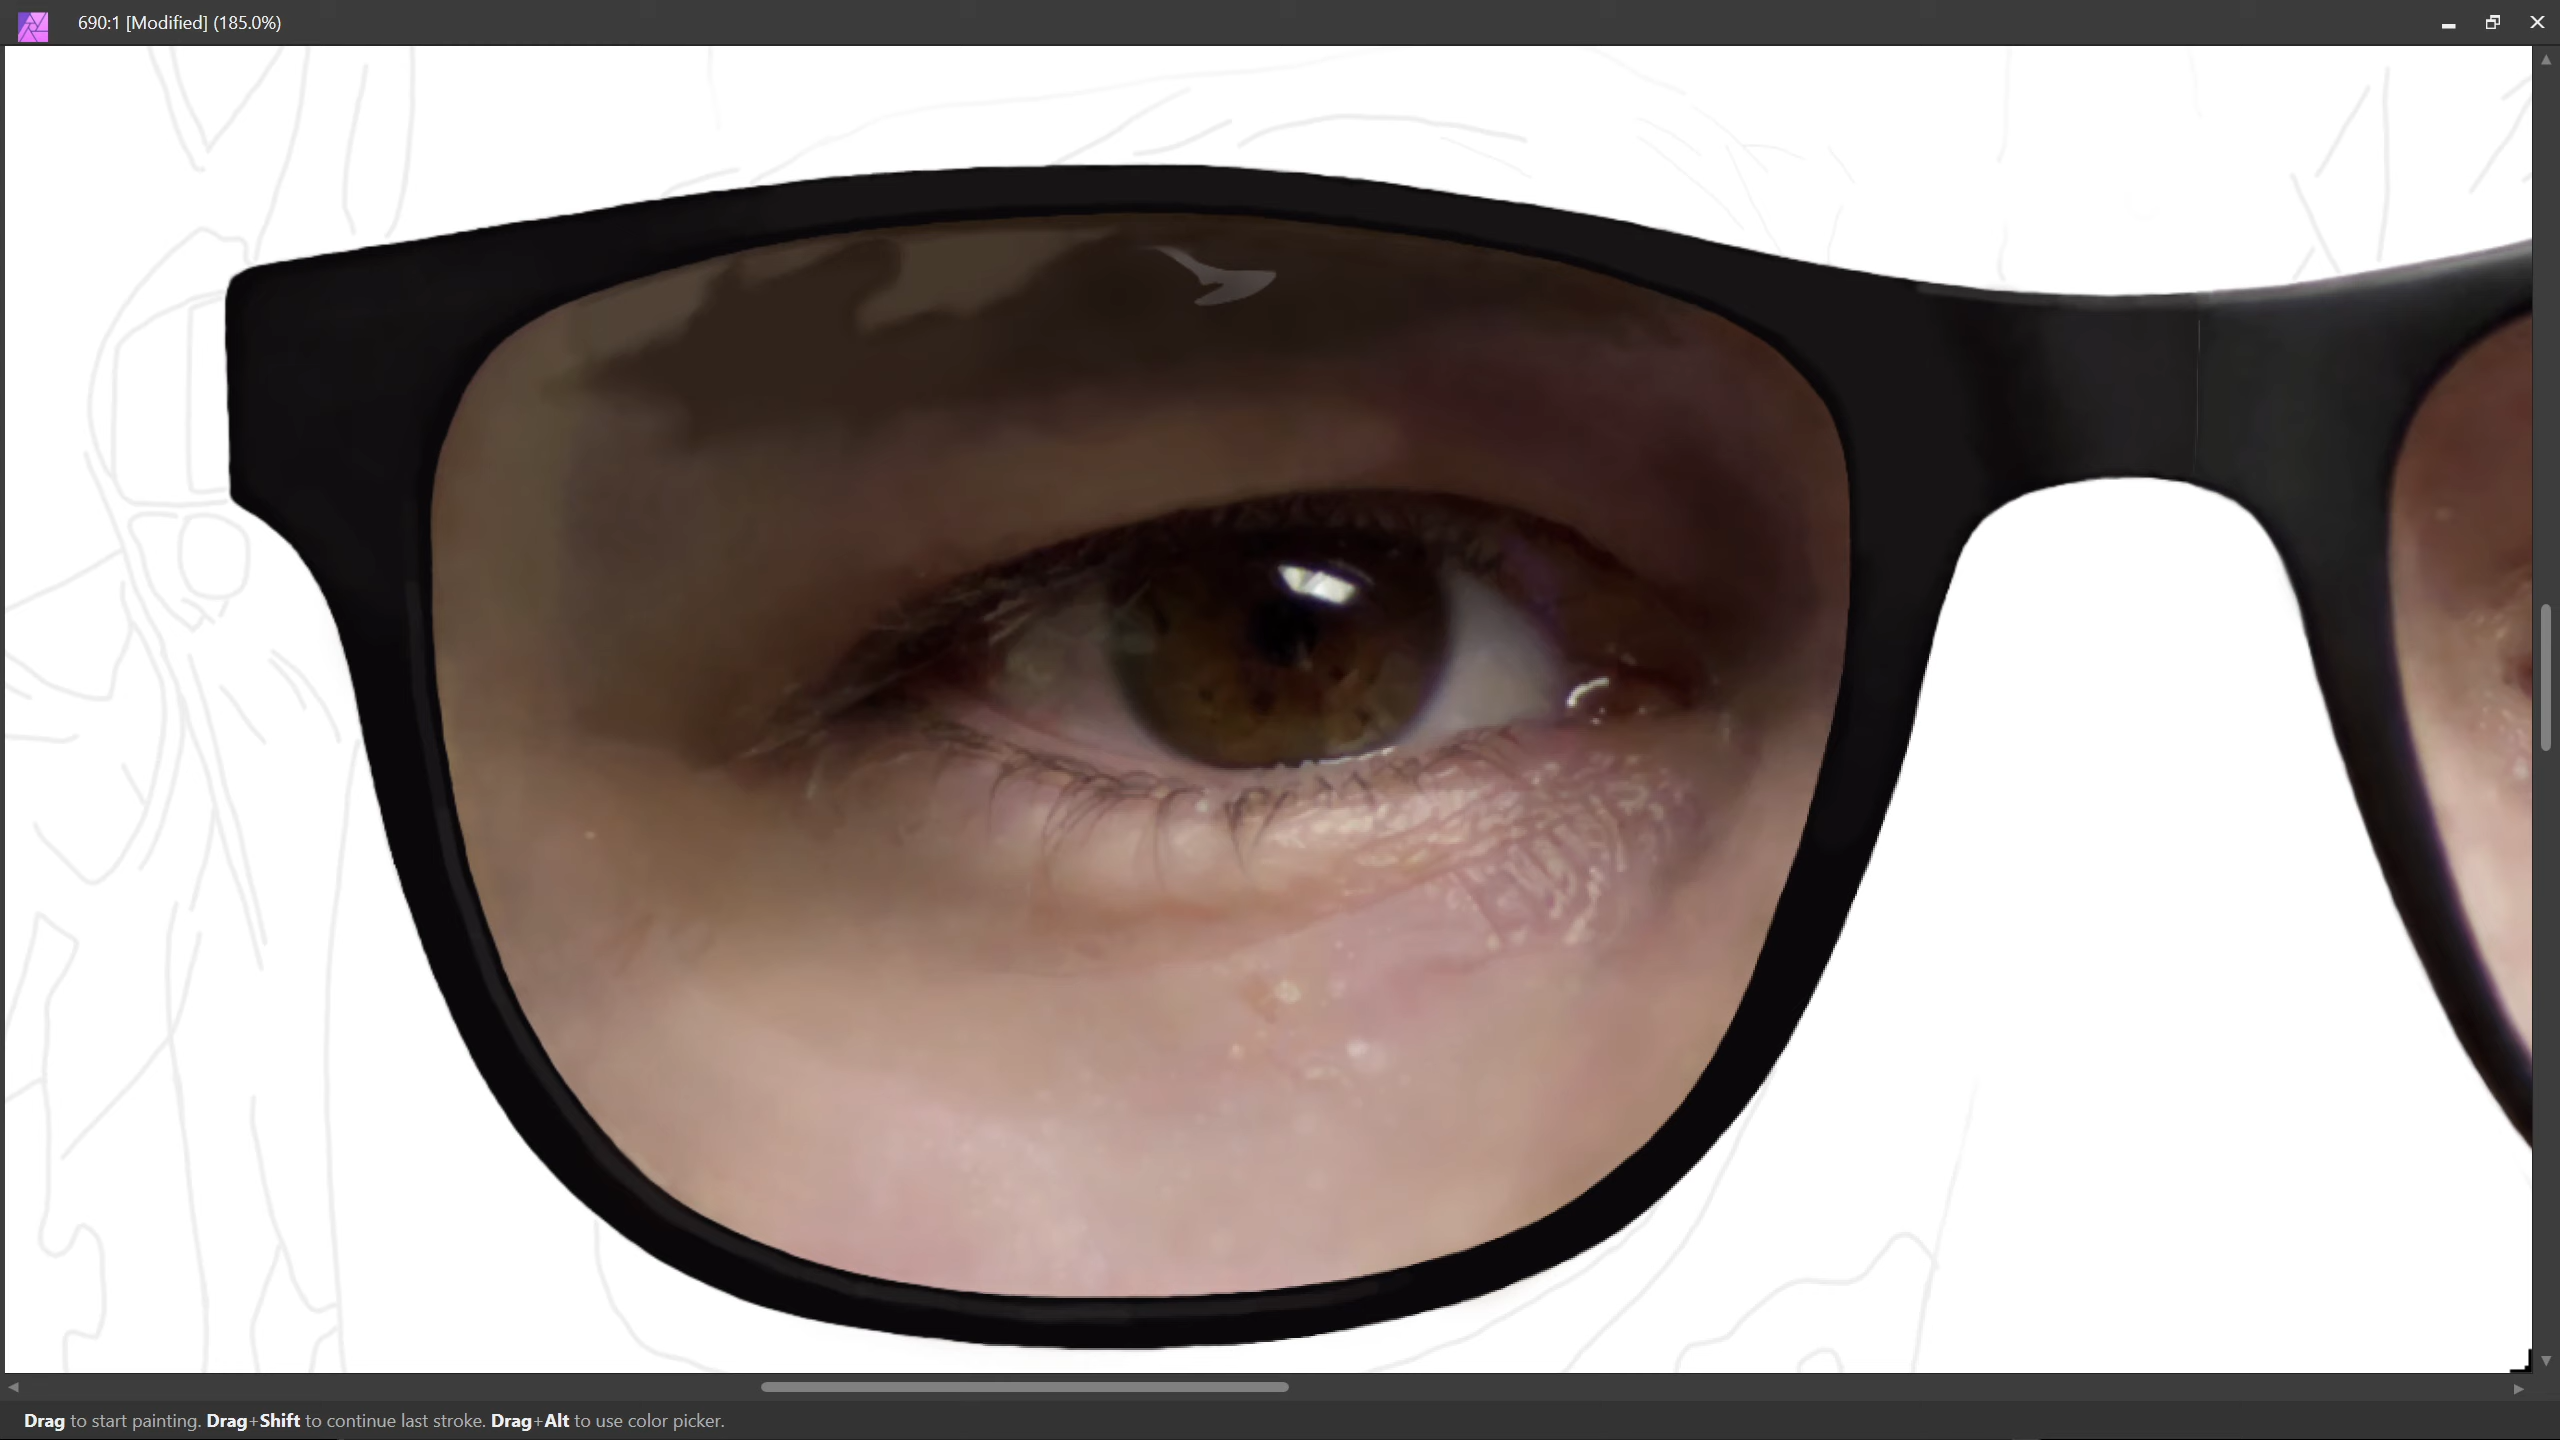 690:1 [Modified] (185.0%)
Drag to start painting. Drag+Shift to continue last stroke. Drag+Alt to use color picker.